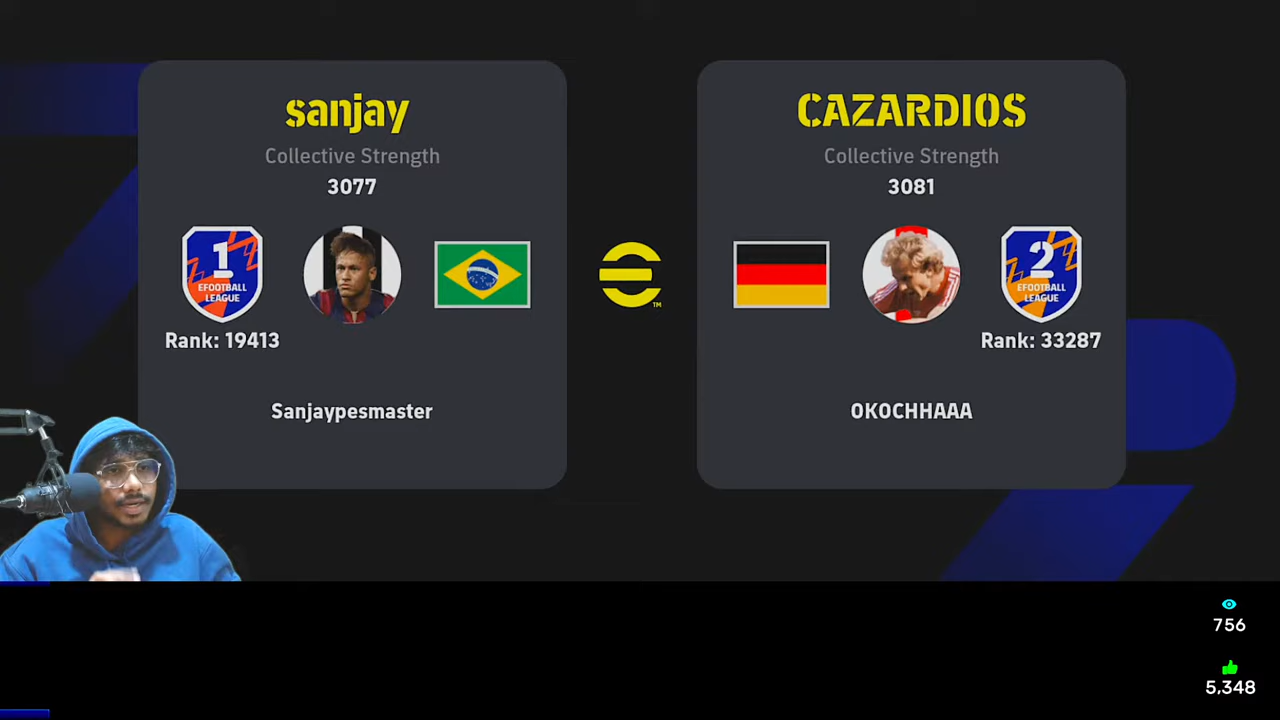 sanjay
Collective Strength
3077
1
EFOOTBALL
LEAGUE
Rank: 19413
Sanjaypesmaster
TM
CAZARDIOS
Collective Strength
3081
2
EFOOTBALL
LEAGUE
Rank: 33287
OKOCHHAAA
756
5,348